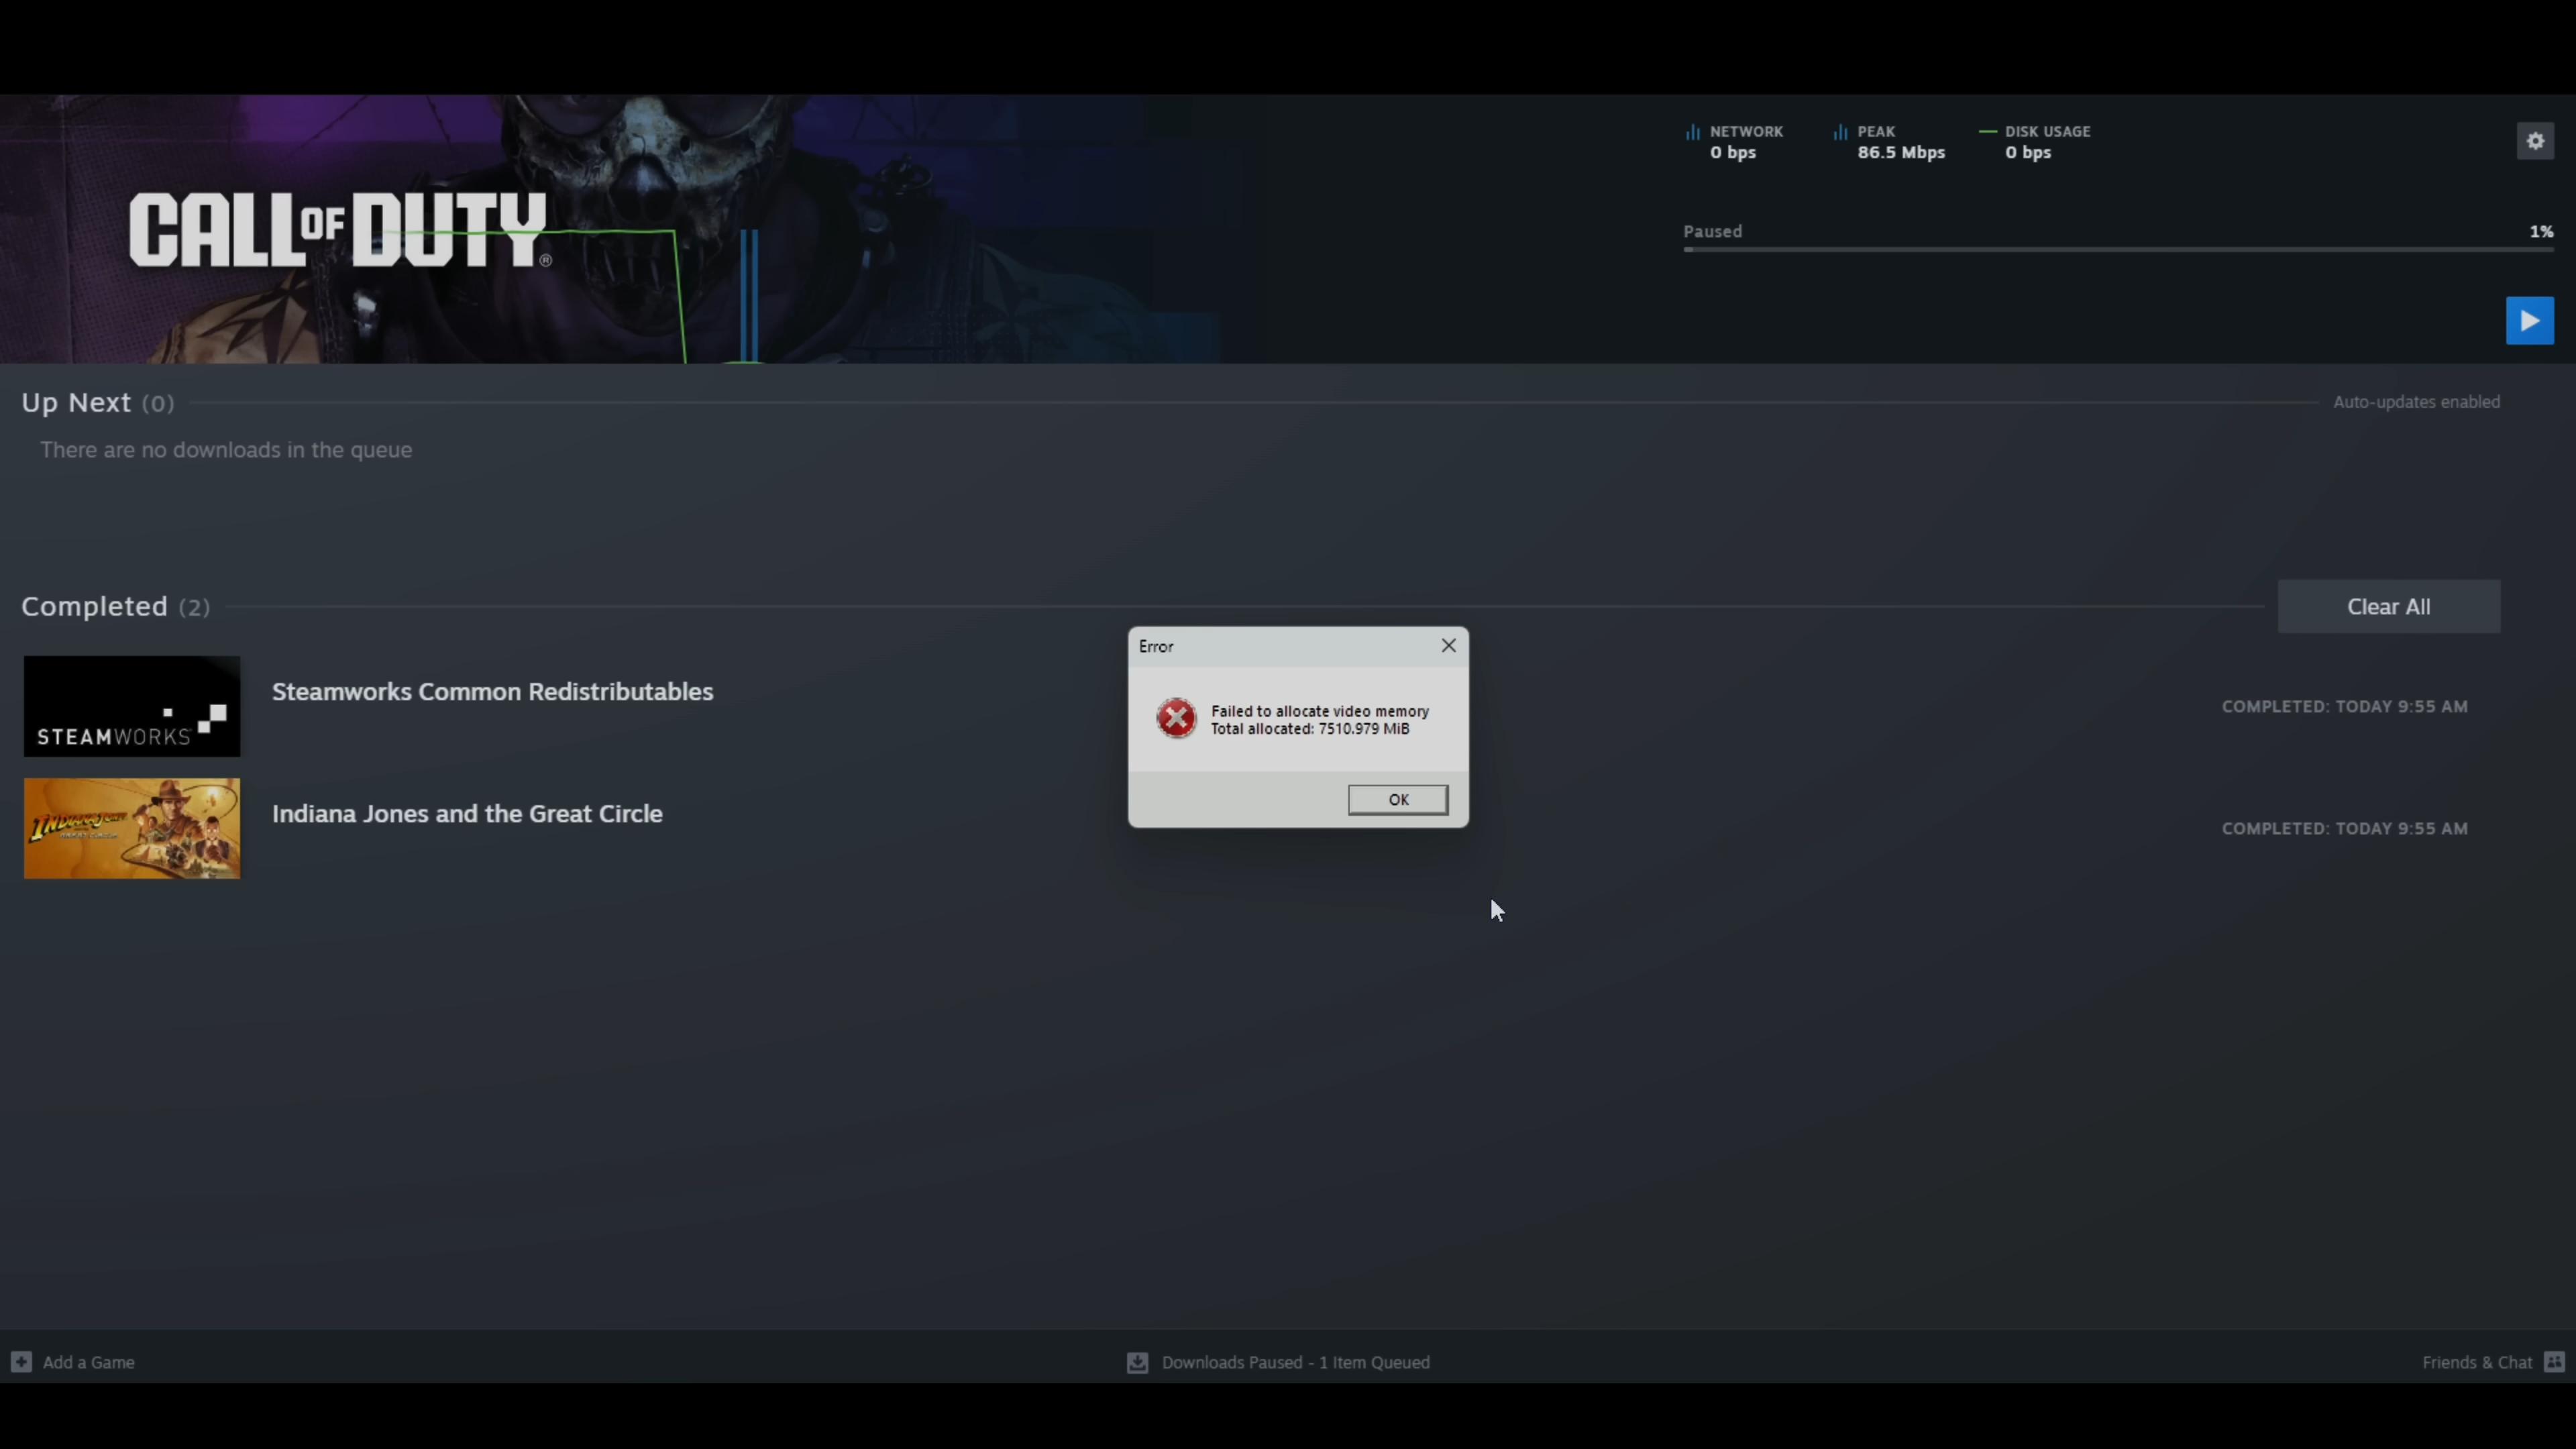 CALL OF DUTY®
NETWORK
0 bps
PEAK
86.5 Mbps
DISK USAGE
0 bps
Paused 1%
Up Next (0)
Auto-updates enabled
There are no downloads in the queue
Completed (2)
Clear All
STEAMWORKS
Steamworks Common Redistributables
COMPLETED: TODAY 9:55 AM
INDIANA JONES
Indiana Jones and the Great Circle
COMPLETED: TODAY 9:55 AM
Error
Failed to allocate video memory
Total allocated: 7510.979 MiB
OK
Add a Game
Downloads Paused - 1 Item Queued
Friends & Chat